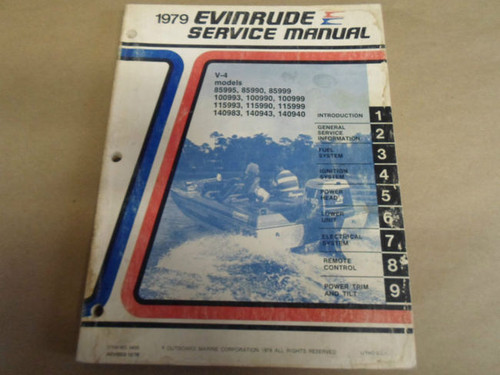 1979 EVINRUDE
SERVICE MANUAL
V-4
models
85995, 85990, 85999
100993, 100990, 100999
115993, 115990, 115999
140983, 140943, 140940
INTRODUCTION 1
GENERAL
SERVICE
INFORMATION 2
FUEL
SYSTEM 3
IGNITION
SYSTEM 4
POWER
HEAD 5
LOWER
UNIT 6
ELECTRICAL
SYSTEM 7
REMOTE
CONTROL 8
POWER TRIM
AND TILT 9
OUTBOARD MARINE CORPORATION 1978 ALL RIGHTS RESERVED